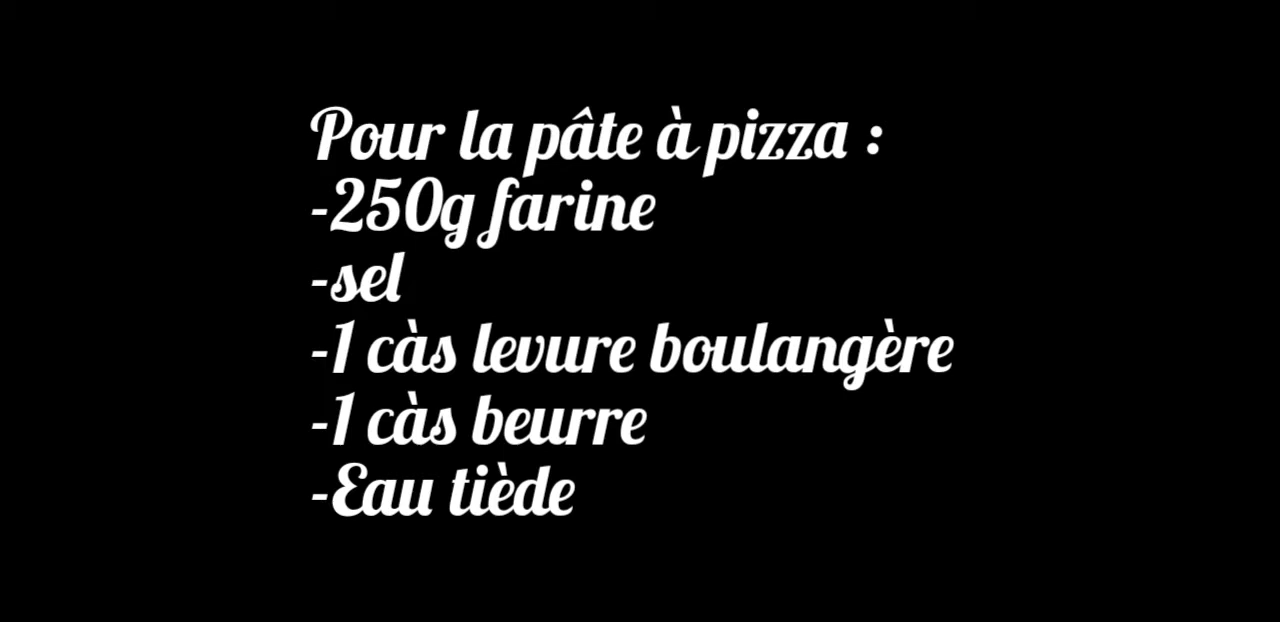 Pour la pâte à pizza :
-250g farine
-sel
-1 càs levure boulangère
-1 càs beurre
-Eau tiède